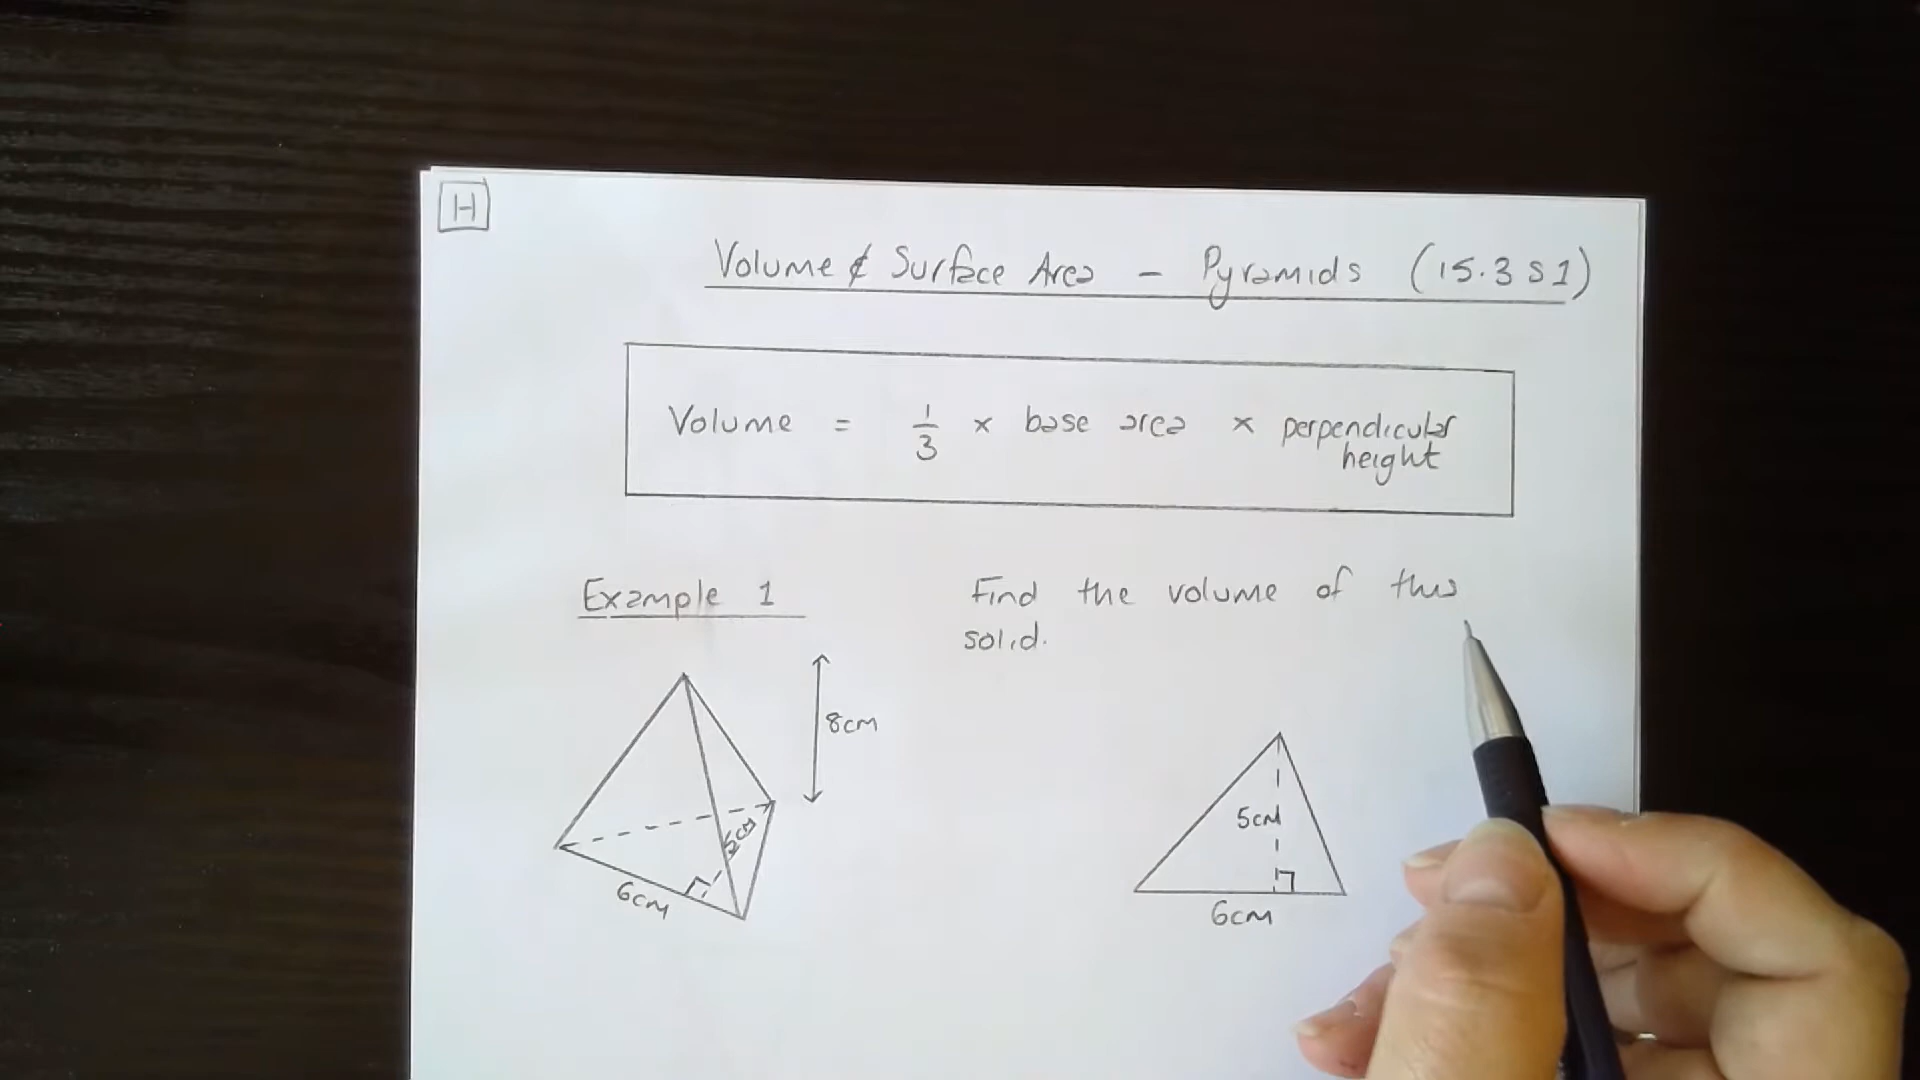 H
Volume & Surface Area - Pyramids (15.3 S1)
Volume = 1/3 × base area × perpendicular
height
Example 1
Find the volume of this
solid.
8cm
5cm
6cm
5cm
6cm